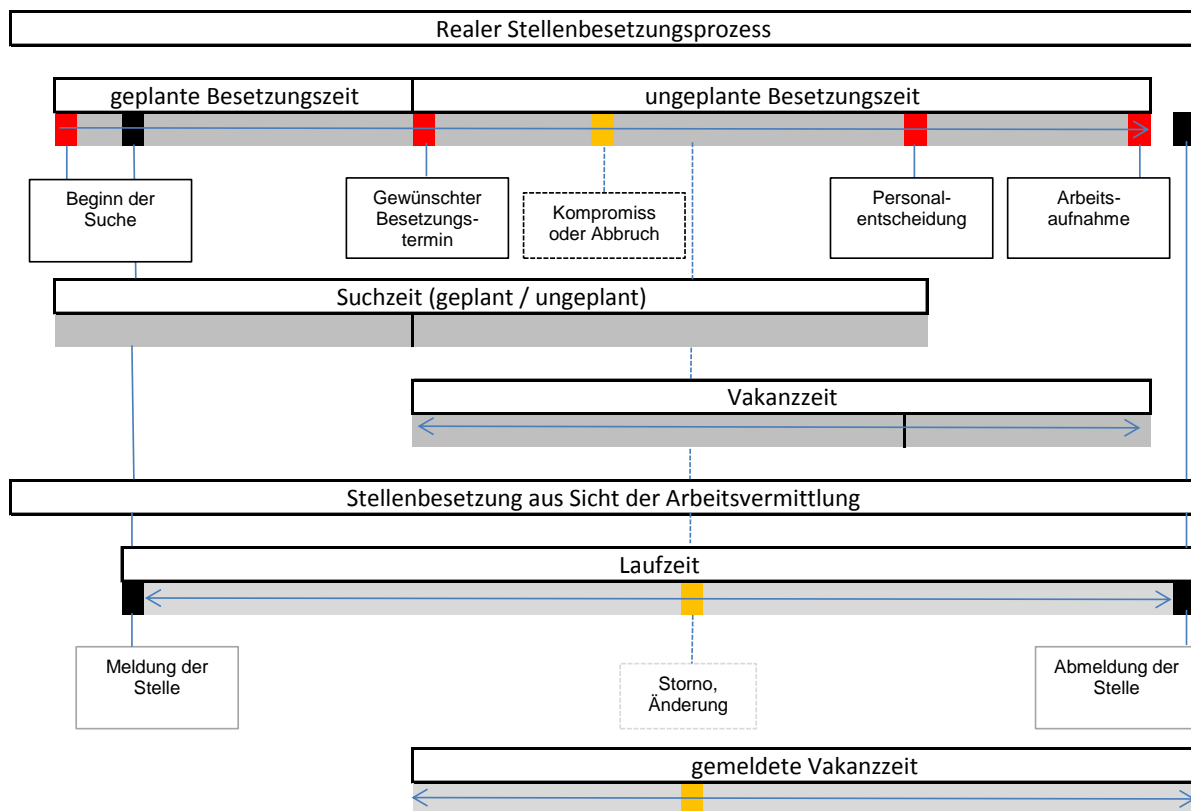 Realer Stellenbesetzungsprozess
geplante Besetzungszeit
ungeplante Besetzungszeit
Beginn der
Suche
Gewünschter
Besetzungs-
termin
Kompromiss
oder Abbruch
Personal-
entscheidung
Arbeits-
aufnahme
Suchzeit (geplant / ungeplant)
Vakanzzeit
Stellenbesetzung aus Sicht der Arbeitsvermittlung
Laufzeit
Meldung der
Stelle
Storno,
Änderung
Abmeldung der
Stelle
gemeldete Vakanzzeit